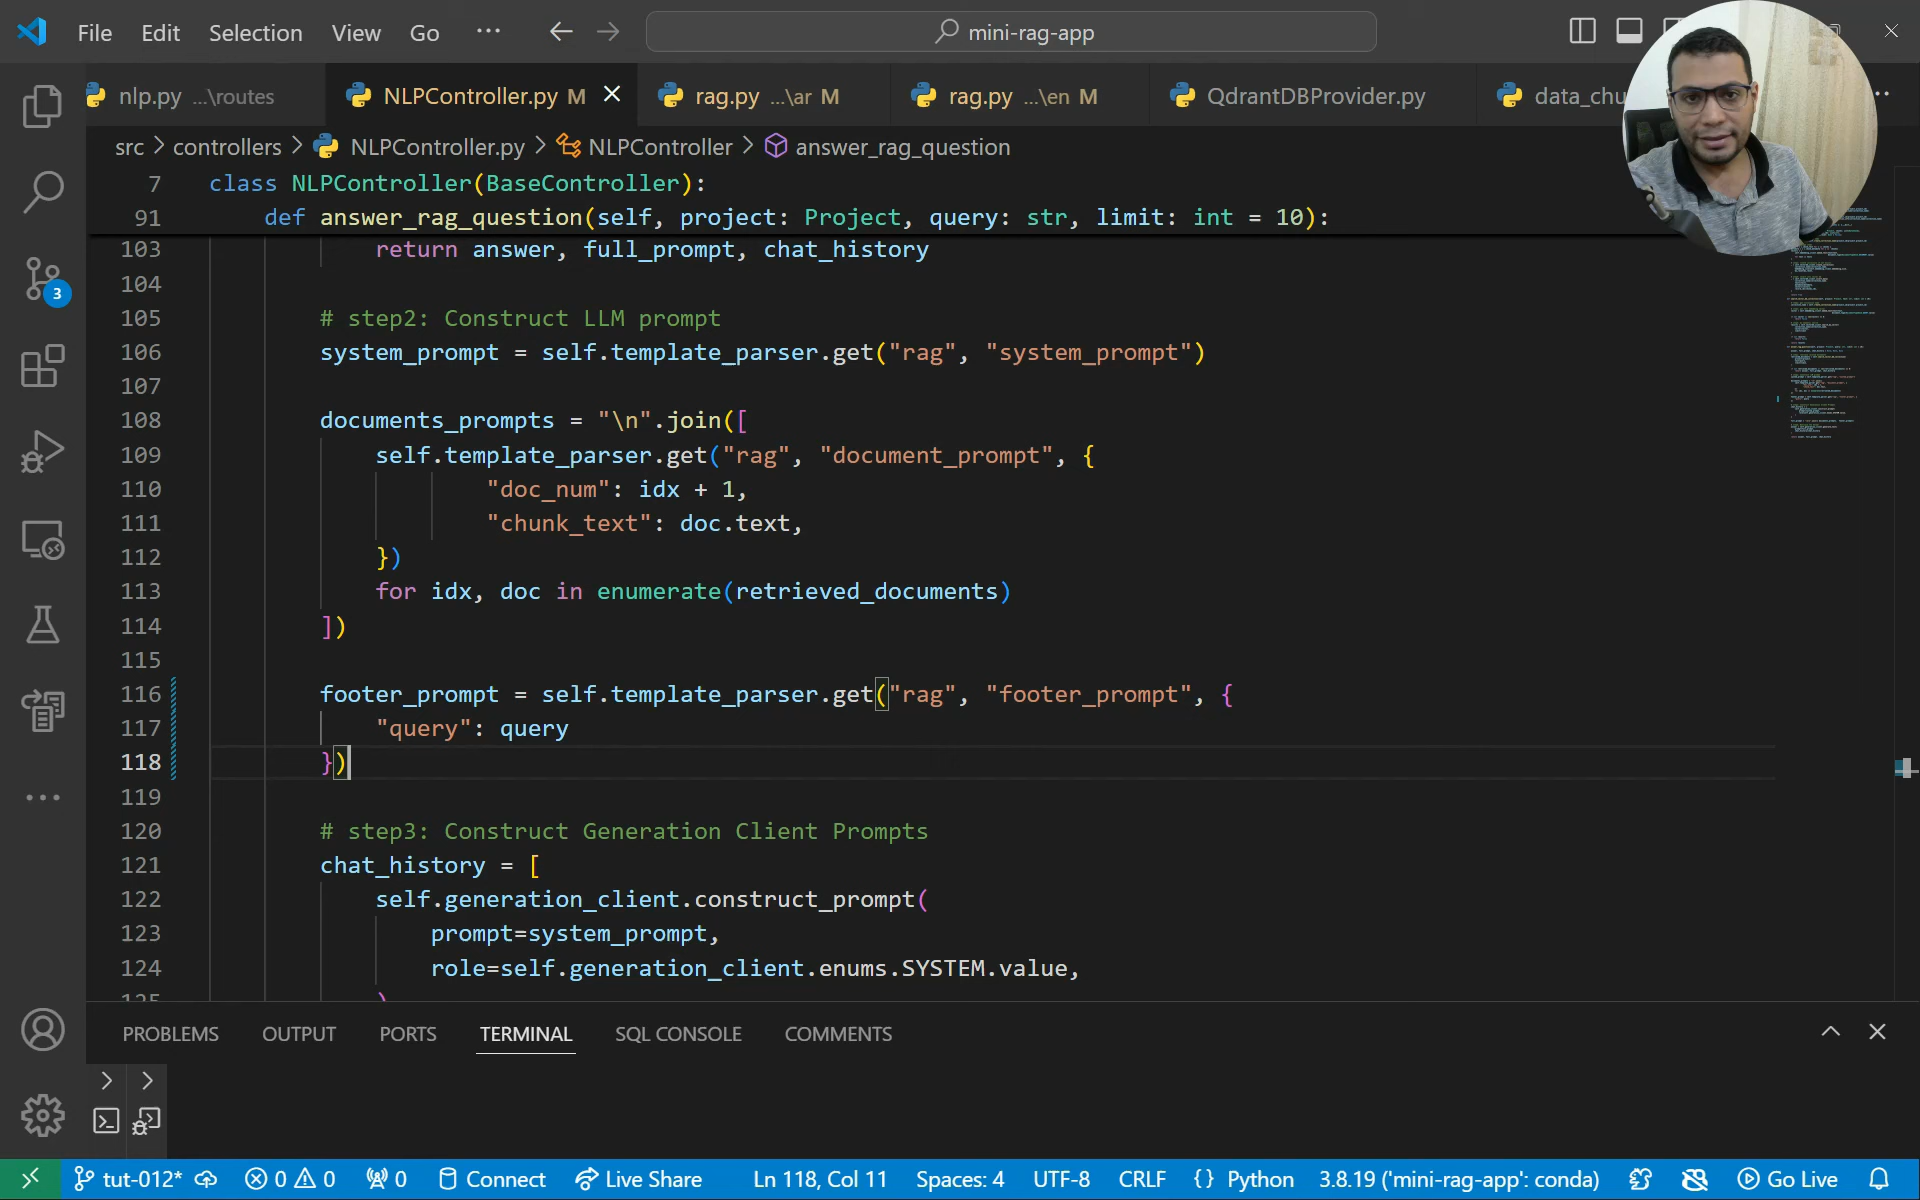 File Edit Selection View Go ··· mini-rag-app
nlp.py ...\routes NLPController.py M rag.py ...\ar M rag.py ...\en M QdrantDBProvider.py data_chu
src > controllers > NLPController.py > NLPController > answer_rag_question
7 class NLPController(BaseController):
91 def answer_rag_question(self, project: Project, query: str, limit: int = 10):
103 return answer, full_prompt, chat_history
104
105 # step2: Construct LLM prompt
106 system_prompt = self.template_parser.get("rag", "system_prompt")
107
108 documents_prompts = "\n".join([
109 self.template_parser.get("rag", "document_prompt", {
110 "doc_num": idx + 1,
111 "chunk_text": doc.text,
112 })
113 for idx, doc in enumerate(retrieved_documents)
114 ])
115
116 footer_prompt = self.template_parser.get("rag", "footer_prompt", {
117 "query": query
118 })
119
120 # step3: Construct Generation Client Prompts
121 chat_history = [
122 self.generation_client.construct_prompt(
123 prompt=system_prompt,
124 role=self.generation_client.enums.SYSTEM.value,
125 )
3
PROBLEMS OUTPUT PORTS TERMINAL SQL CONSOLE COMMENTS
tut-012* 0 0 0 Connect Live Share Ln 118, Col 11 Spaces: 4 UTF-8 CRLF {} Python 3.8.19 ('mini-rag-app': conda) Go Live